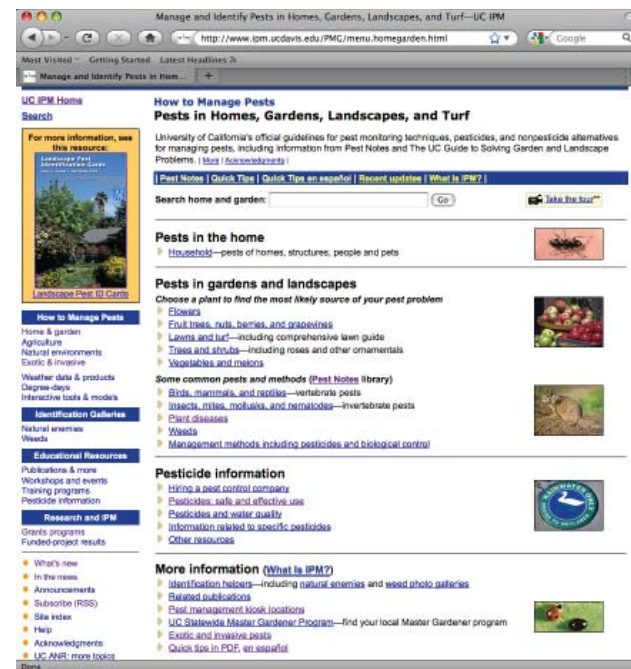 Manage and Identify Pests in Homes, Gardens, Landscapes, and Turf—UC IPM
http://www.ipm.ucdavis.edu/PMG/menu.homegarden.html
Google
Most Visited Getting Started Latest Headlines
Manage and Identify Pests in Hom...
UC IPM Home
Search
For more information, see
this resource:
Landscape Pest
Identification Cards
Landscape Pest ID Cards
How to Manage Pests
Home & garden
Agriculture
Natural environments
Exotic & invasive
Weather data & products
Degree-days
Interactive tools & models
Identification Galleries
Natural enemies
Weeds
Educational Resources
Publications & more
Workshops and events
Training programs
Pesticide information
Research and IPM
Grants programs
Funded-project results
What's new
In the news
Announcements
Subscribe (RSS)
Site index
Help
Acknowledgments
UC ANR: more topics
How to Manage Pests
Pests in Homes, Gardens, Landscapes, and Turf
University of California's official guidelines for pest monitoring techniques, pesticides, and nonpesticide alternatives
for managing pests, including information from Pest Notes and The UC Guide to Solving Garden and Landscape
Problems. | More | Acknowledgments |
| Pest Notes | Quick Tips | Quick Tips en español | Recent updates | What is IPM? |
Search home and garden: Go Take the tour
Pests in the home
Household—pests of homes, structures, people and pets
Pests in gardens and landscapes
Choose a plant to find the most likely source of your pest problem
Flowers
Fruit trees, nuts, berries, and grapevines
Lawns and turf—including comprehensive lawn guide
Trees and shrubs—including roses and other ornamentals
Vegetables and melons
Some common pests and methods (Pest Notes library)
Birds, mammals, and reptiles—vertebrate pests
Insects, mites, mollusks, and nematodes—invertebrate pests
Plant diseases
Weeds
Management methods including pesticides and biological control
Pesticide information
Hiring a pest control company
Pesticides: safe and effective use
Pesticides and water quality
Information related to specific pesticides
Other resources
RAINWATER ONLY
More information (What is IPM?)
Identification helpers—including natural enemies and weed photo galleries
Related publications
Pest management kiosk locations
UC Statewide Master Gardener Program—find your local Master Gardener program
Exotic and invasive pests
Quick tips in PDF, en español
Done